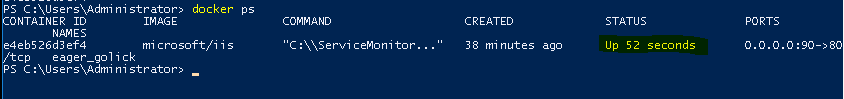 PS C:\Users\Administrator> docker ps
CONTAINER ID IMAGE COMMAND CREATED STATUS PORTS
NAMES
e4eb526d3ef4 microsoft/iis "C:\\ServiceMonitor..." 38 minutes ago Up 52 seconds 0.0.0.0:90->80
/tcp eager_golick
PS C:\Users\Administrator> _